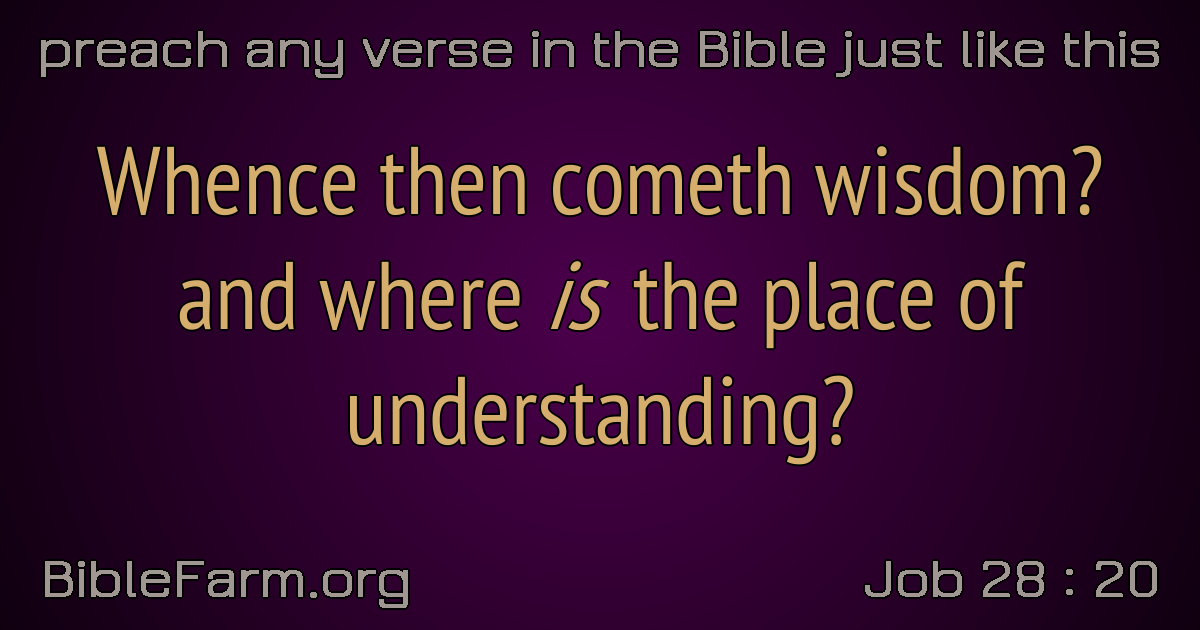 preach any verse in the Bible just like this
Whence then cometh wisdom?
and where is the place of
understanding?
BibleFarm.org
Job 28 : 20